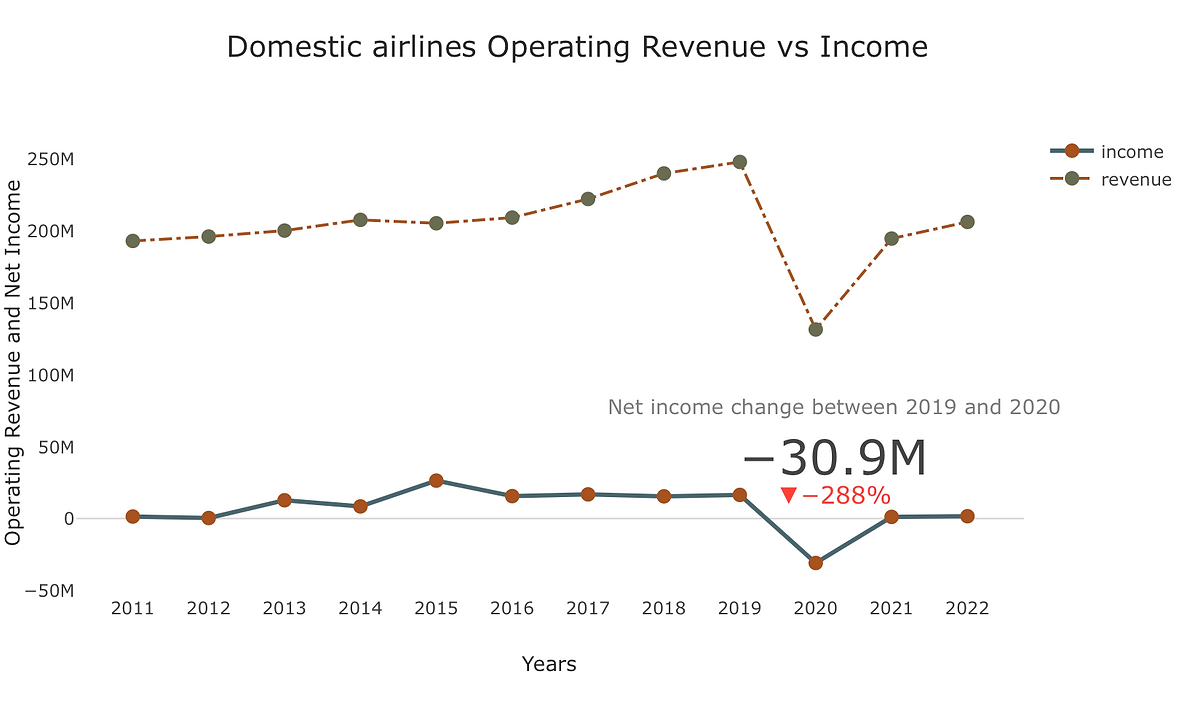 Domestic airlines Operating Revenue vs Income
income
revenue
Operating Revenue and Net Income
250M
200M
150M
100M
50M
0
−50M
Net income change between 2019 and 2020
−30.9M
▼−288%
2011 2012 2013 2014 2015 2016 2017 2018 2019 2020 2021 2022
Years